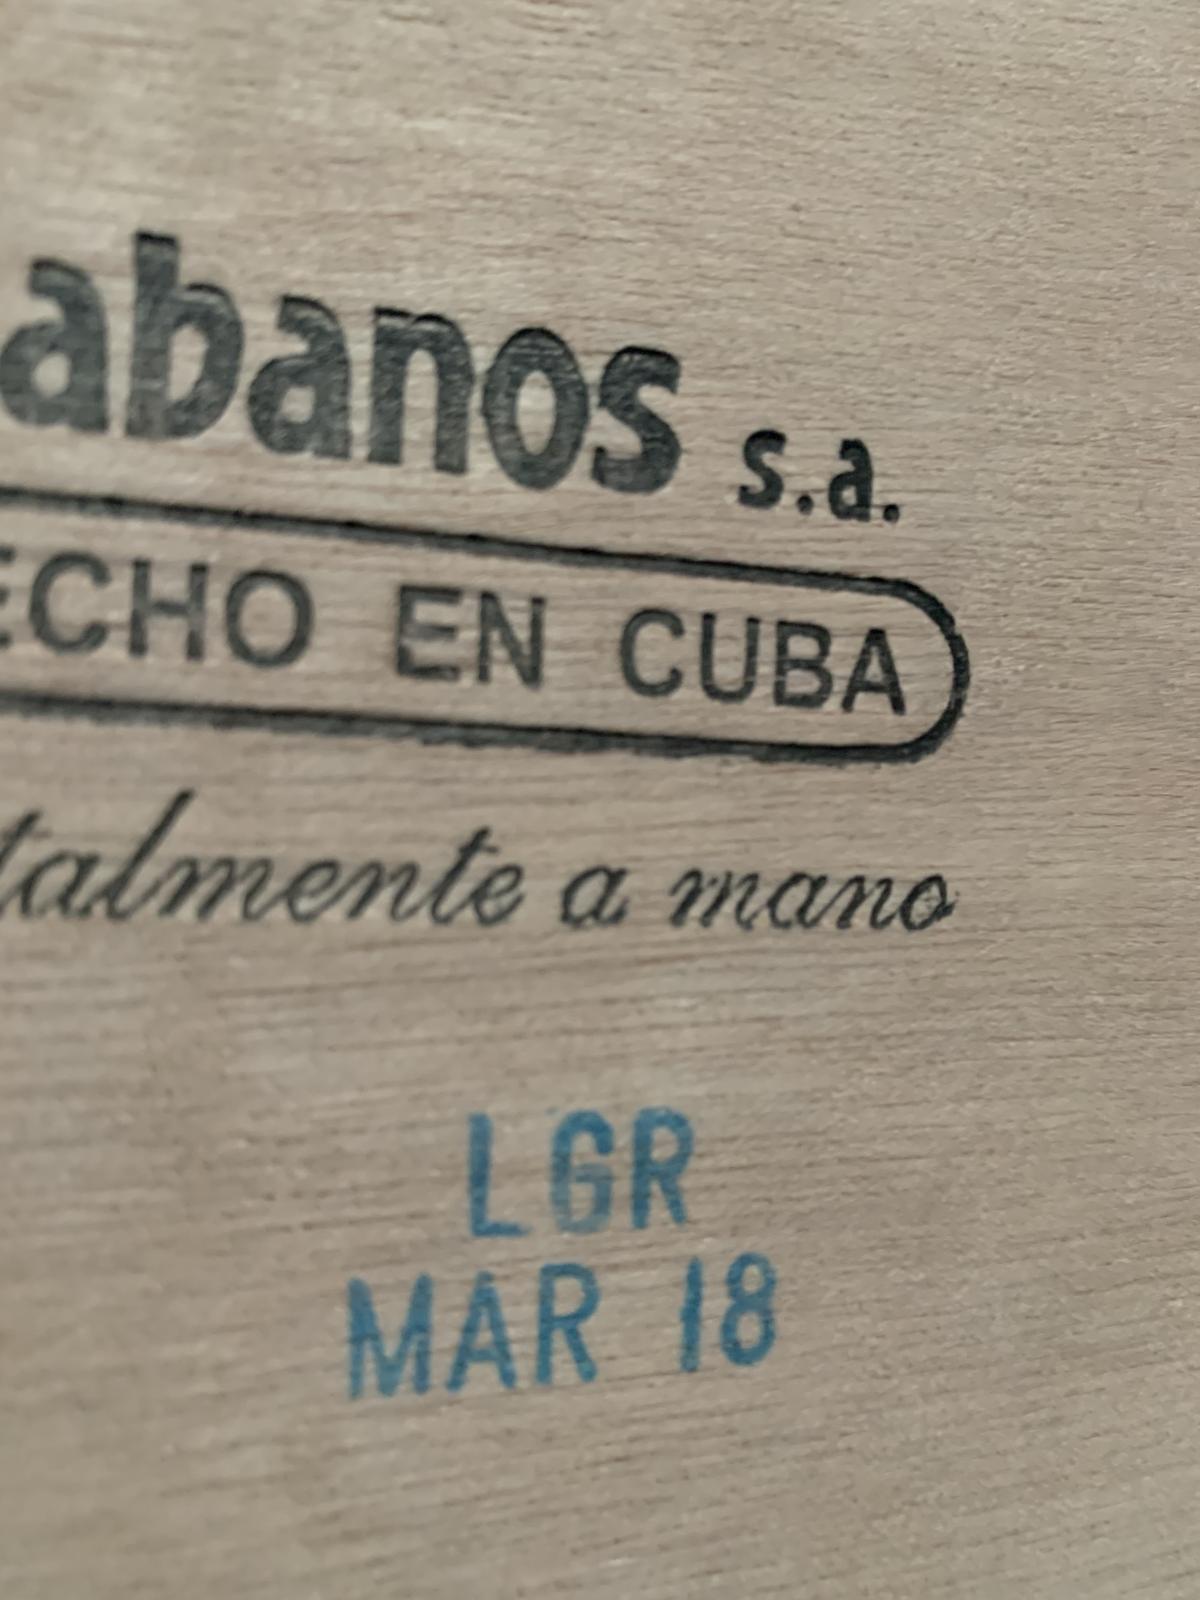 abanos s.a.
ECHO EN CUBA
talmente a mano
LGR
MAR 18